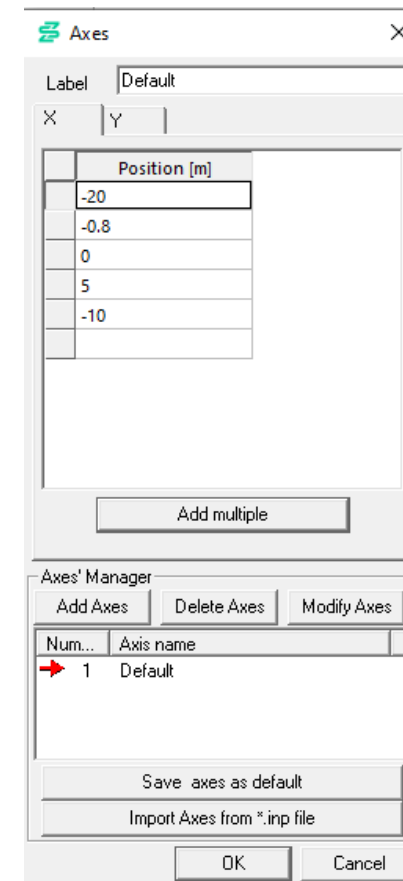 Axes
Label Default
X Y
Position [m]
-20
-0.8
0
5
-10
Add multiple
Axes' Manager
Add Axes Delete Axes Modify Axes
Num... Axis name
1 Default
Save axes as default
Import Axes from *.inp file
OK Cancel